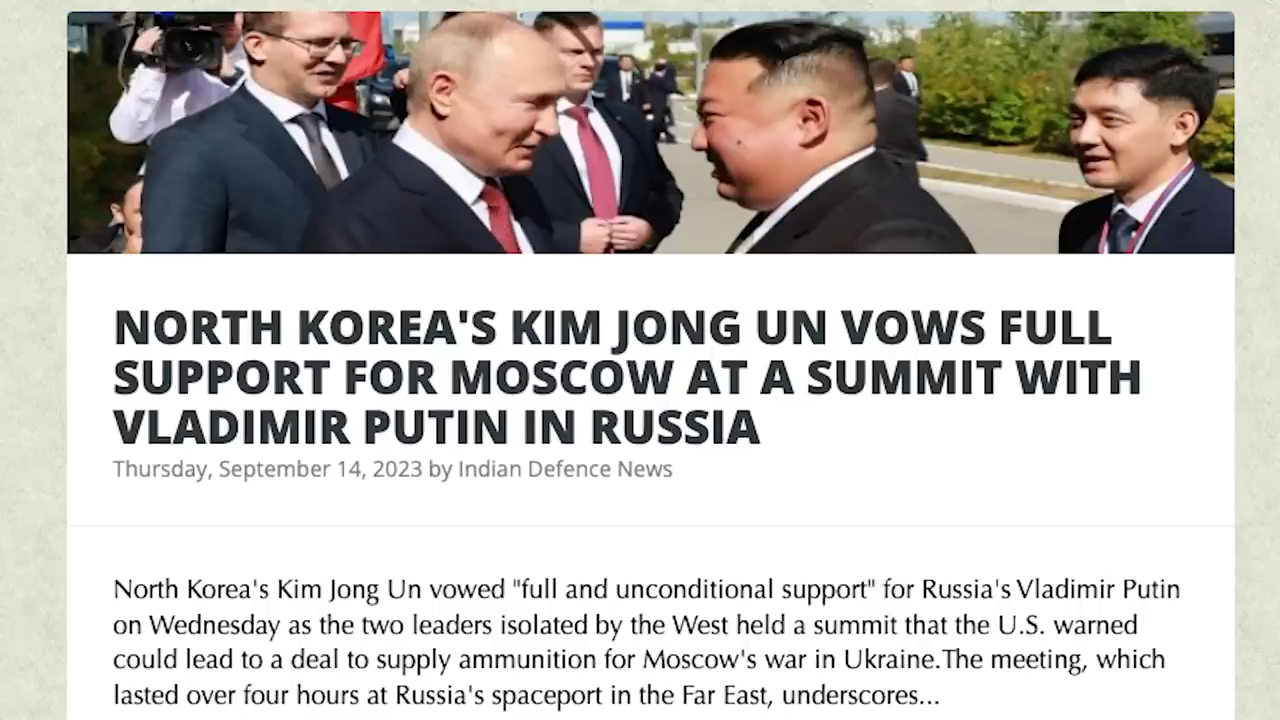 NORTH KOREA'S KIM JONG UN VOWS FULL
SUPPORT FOR MOSCOW AT A SUMMIT WITH
VLADIMIR PUTIN IN RUSSIA
Thursday, September 14, 2023 by Indian Defence News
North Korea's Kim Jong Un vowed "full and unconditional support" for Russia's Vladimir Putin
on Wednesday as the two leaders isolated by the West held a summit that the U.S. warned
could lead to a deal to supply ammunition for Moscow's war in Ukraine.The meeting, which
lasted over four hours at Russia's spaceport in the Far East, underscores...